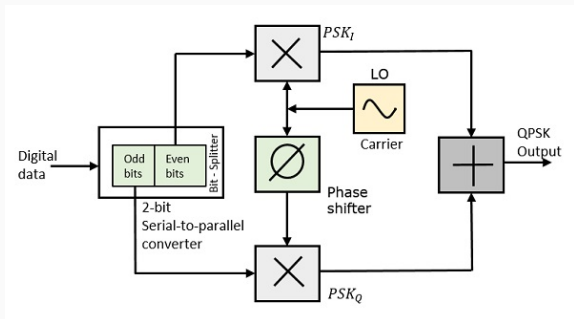 PSK_I
LO
Carrier
Digital
data
Odd
bits
Even
bits
Bit - Splitter
2-bit
Serial-to-parallel
converter
Phase
shifter
QPSK
Output
PSK_Q